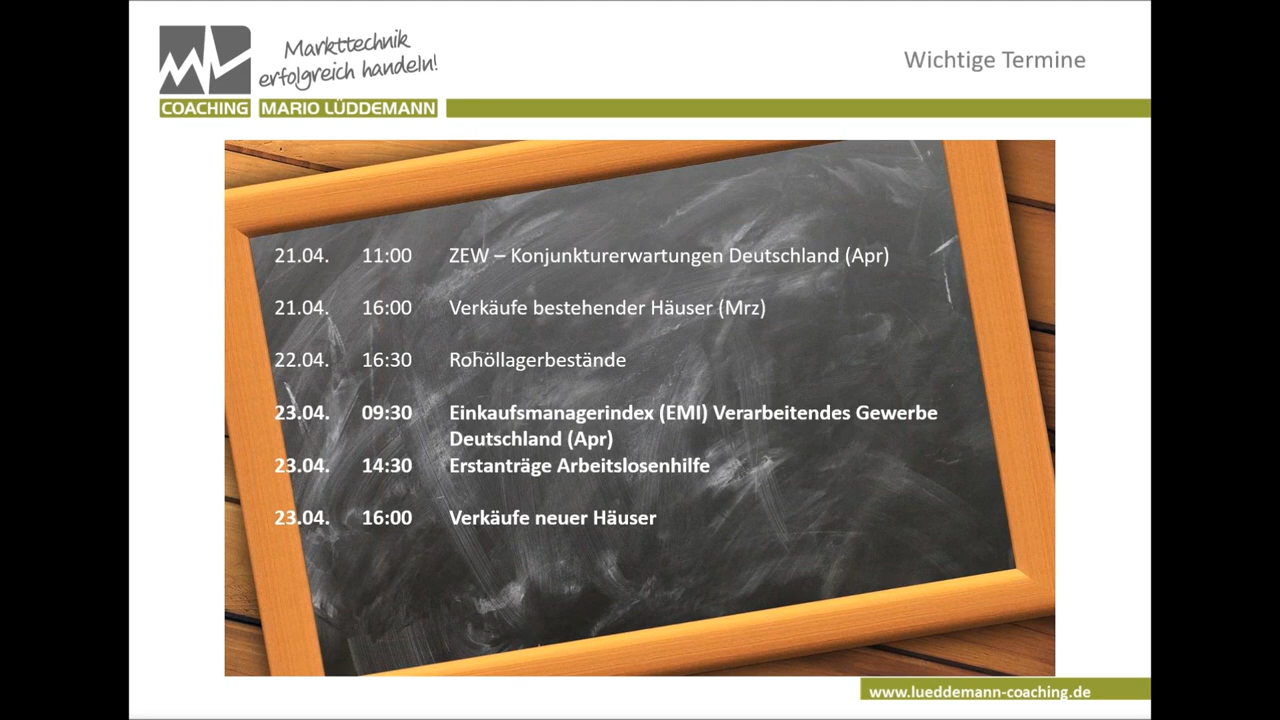 Markttechnik
erfolgreich handeln!
Wichtige Termine
COACHING MARIO LÜDDEMANN
21.04. 11:00 ZEW – Konjunkturerwartungen Deutschland (Apr)
21.04. 16:00 Verkäufe bestehender Häuser (Mrz)
22.04. 16:30 Rohöllagerbestände
23.04. 09:30 Einkaufsmanagerindex (EMI) Verarbeitendes Gewerbe
Deutschland (Apr)
23.04. 14:30 Erstanträge Arbeitslosenhilfe
23.04. 16:00 Verkäufe neuer Häuser
www.lueddemann-coaching.de